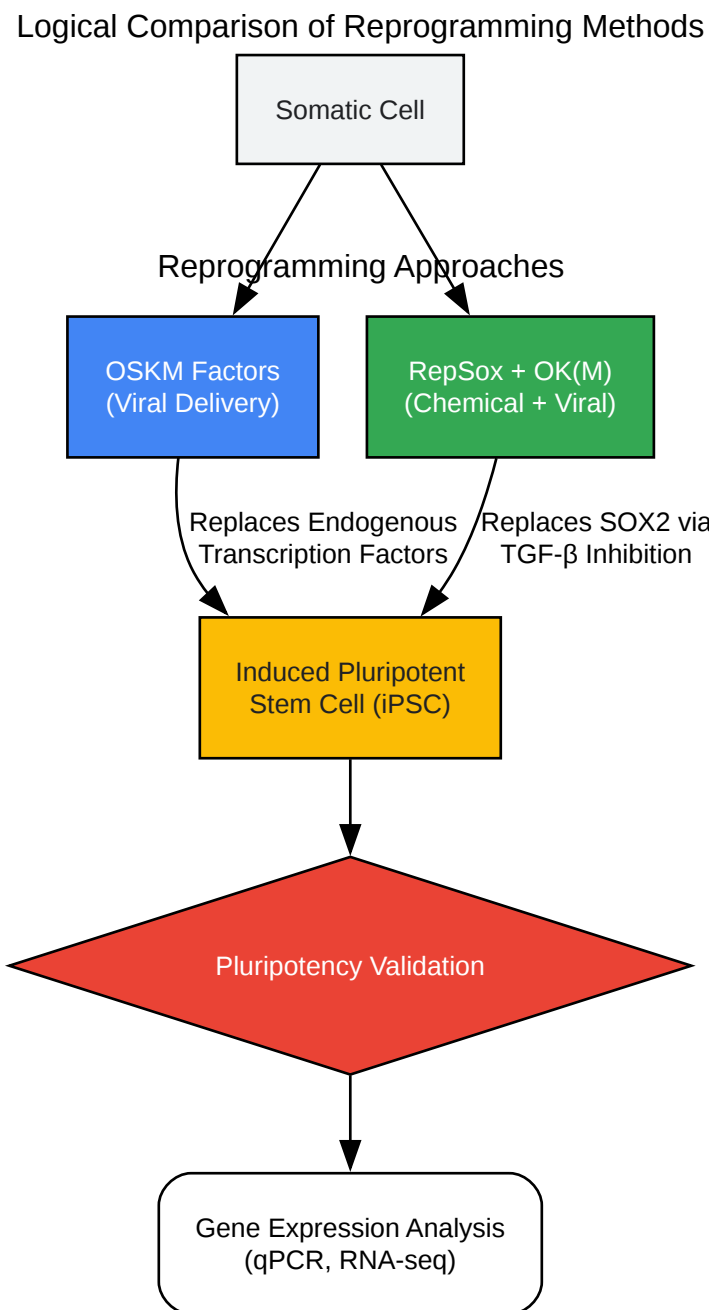 Logical Comparison of Reprogramming Methods
Somatic Cell
Reprogramming Approaches
OSKM Factors
(Viral Delivery)
RepSox + OK(M)
(Chemical + Viral)
Replaces Endogenous
Transcription Factors
Replaces SOX2 via
TGF-β Inhibition
Induced Pluripotent
Stem Cell (iPSC)
Pluripotency Validation
Gene Expression Analysis
(qPCR, RNA-seq)